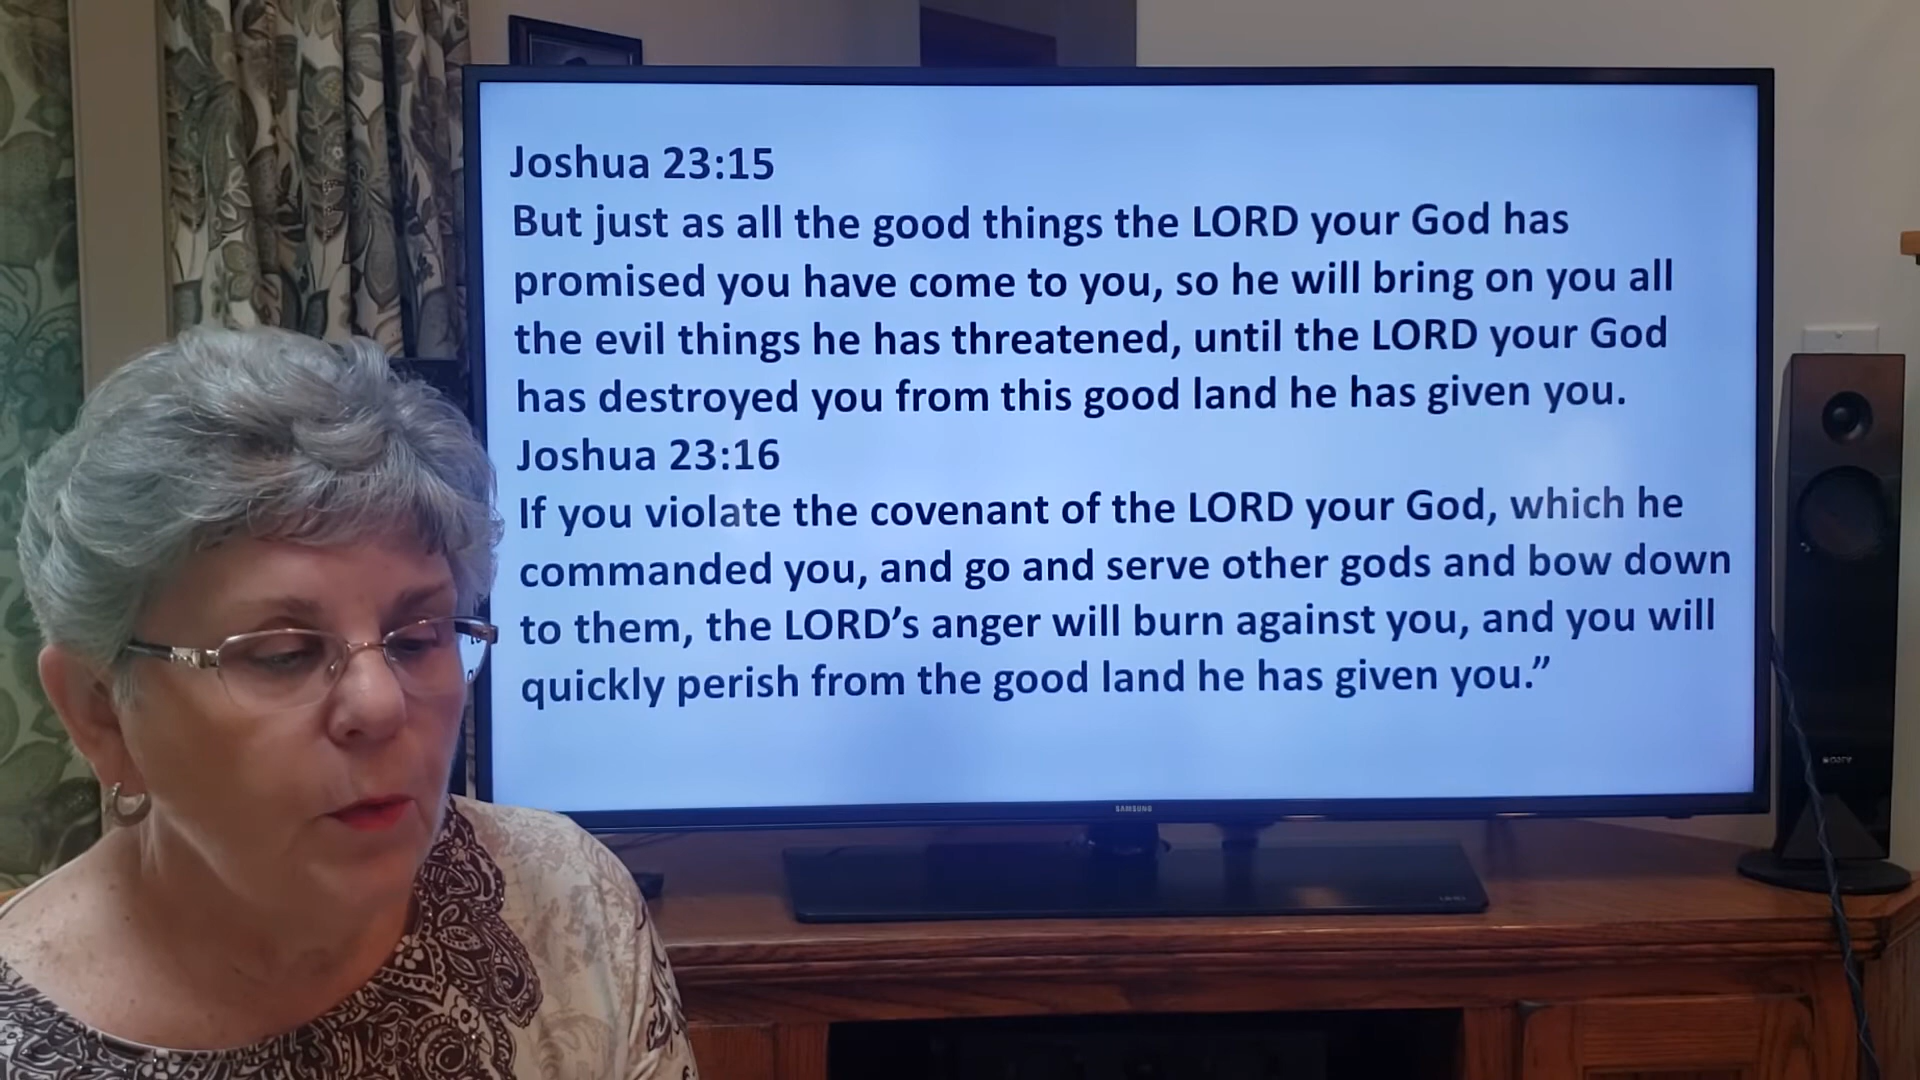 Joshua 23:15
But just as all the good things the LORD your God has
promised you have come to you, so he will bring on you all
the evil things he has threatened, until the LORD your God
has destroyed you from this good land he has given you.
Joshua 23:16
If you violate the covenant of the LORD your God, which he
commanded you, and go and serve other gods and bow down
to them, the LORD’s anger will burn against you, and you will
quickly perish from the good land he has given you.”
SAMSUNG
SONY